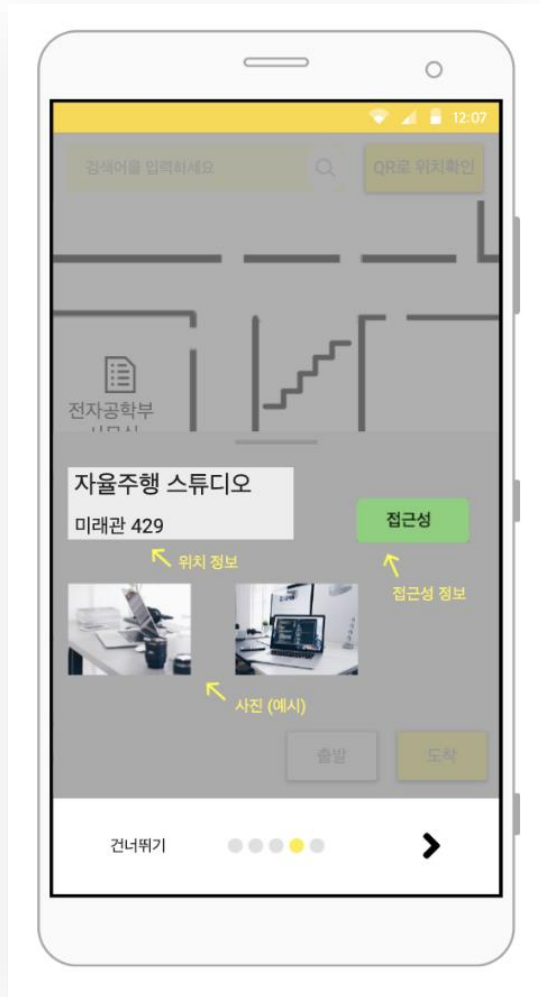 12:07
검색어를 입력하세요
QR로 위치확인
전자공학부
사무실
자율주행 스튜디오
미래관 429
접근성
위치 정보
접근성 정보
사진 (예시)
출발
도착
건너뛰기